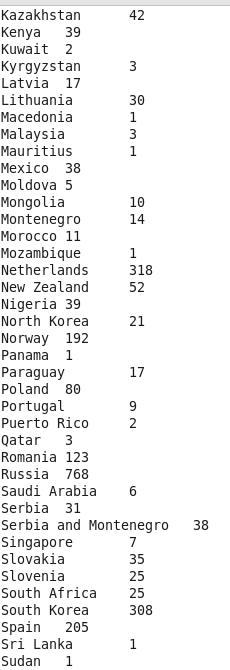 Kazakhstan 42
Kenya 39
Kuwait 2
Kyrgyzstan 3
Latvia 17
Lithuania 30
Macedonia 1
Malaysia 3
Mauritius 1
Mexico 38
Moldova 5
Mongolia 10
Montenegro 14
Morocco 11
Mozambique 1
Netherlands 318
New Zealand 52
Nigeria 39
North Korea 21
Norway 192
Panama 1
Paraguay 17
Poland 80
Portugal 9
Puerto Rico 2
Qatar 3
Romania 123
Russia 768
Saudi Arabia 6
Serbia 31
Serbia and Montenegro 38
Singapore 7
Slovakia 35
Slovenia 25
South Africa 25
South Korea 308
Spain 205
Sri Lanka 1
Sudan 1